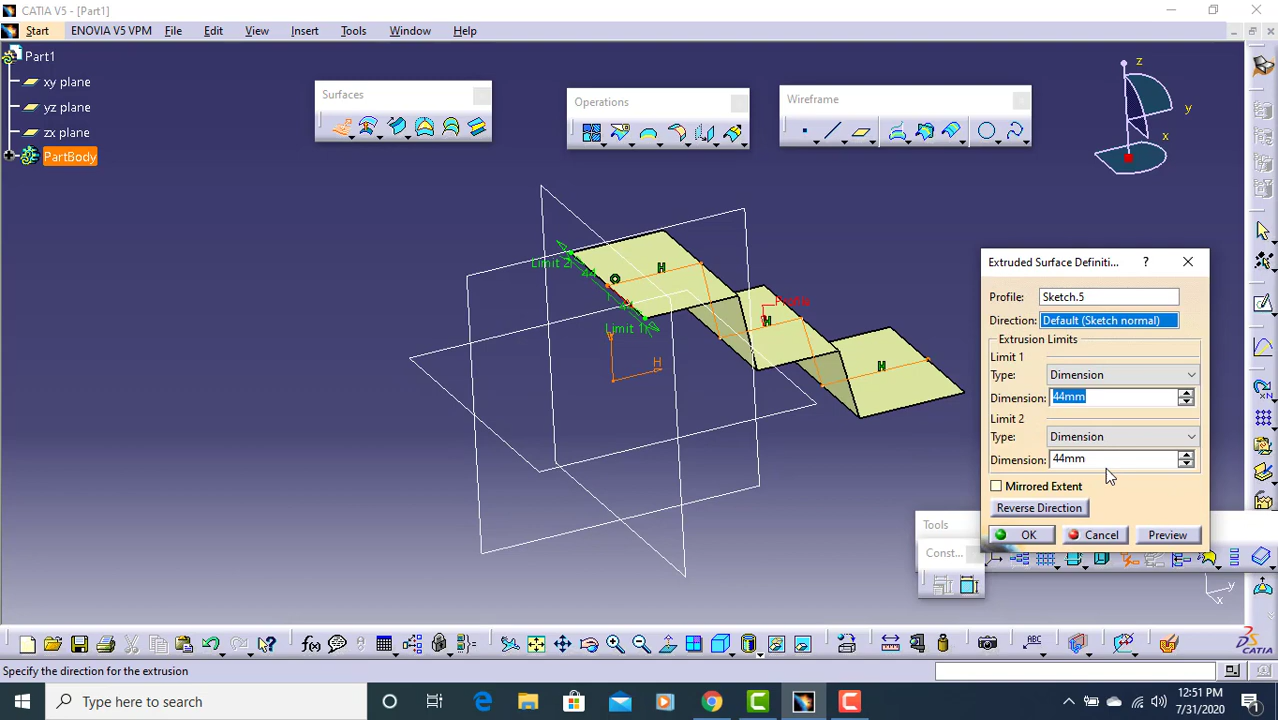 CATIA V5 - [Part1]
Start ENOVIA V5 VPM File Edit View Insert Tools Window Help
Part1
xy plane
yz plane
zx plane
PartBody
Surfaces
Operations
Wireframe
z
y
x
Limit 2
44
H
Profile
H
Limit 1
H
H
Extruded Surface Definiti... ?
Profile: Sketch.5
Direction: Default (Sketch normal)
Extrusion Limits
Limit 1
Type: Dimension
Dimension: 44mm
Limit 2
Type: Dimension
Dimension: 44mm
Mirrored Extent
Reverse Direction
OK Cancel Preview
Tools
Const...
y
x
CATIA
Specify the direction for the extrusion
Type here to search
12:51 PM
7/31/2020